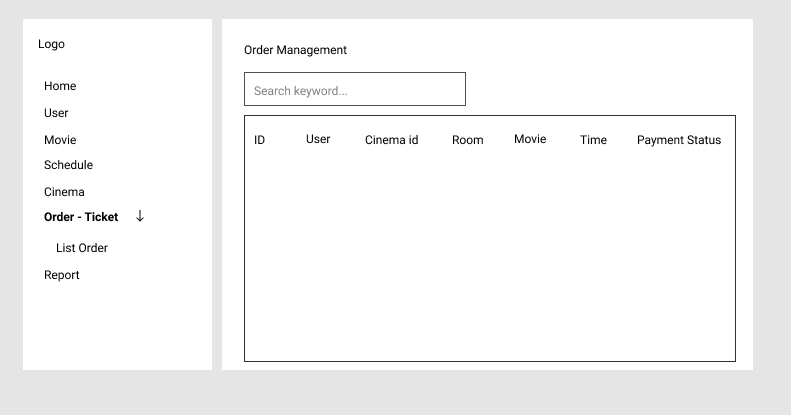 Logo
Home
User
Movie
Schedule
Cinema
Order - Ticket ↓
List Order
Report
Order Management
Search keyword...
ID User Cinema id Room Movie Time Payment Status